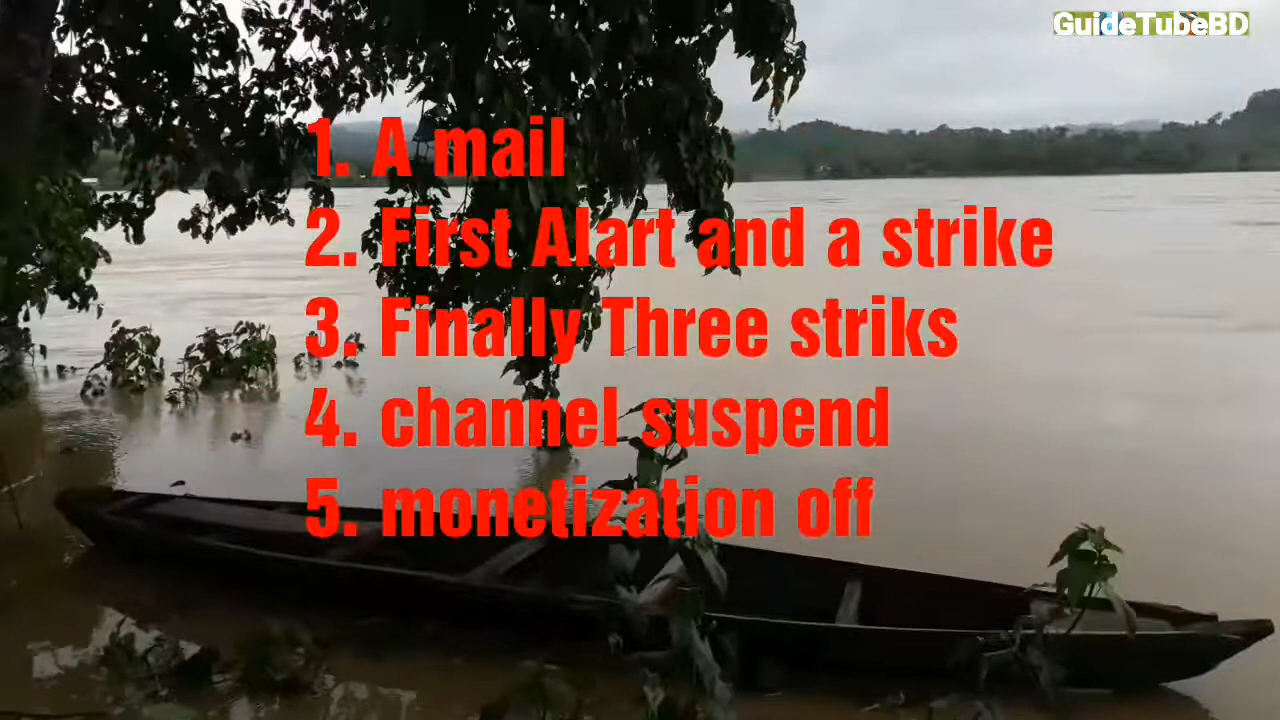 GuideTubeBD
1. A mail
2. First Alart and a strike
3. Finally Three striks
4. channel suspend
5. monetization off